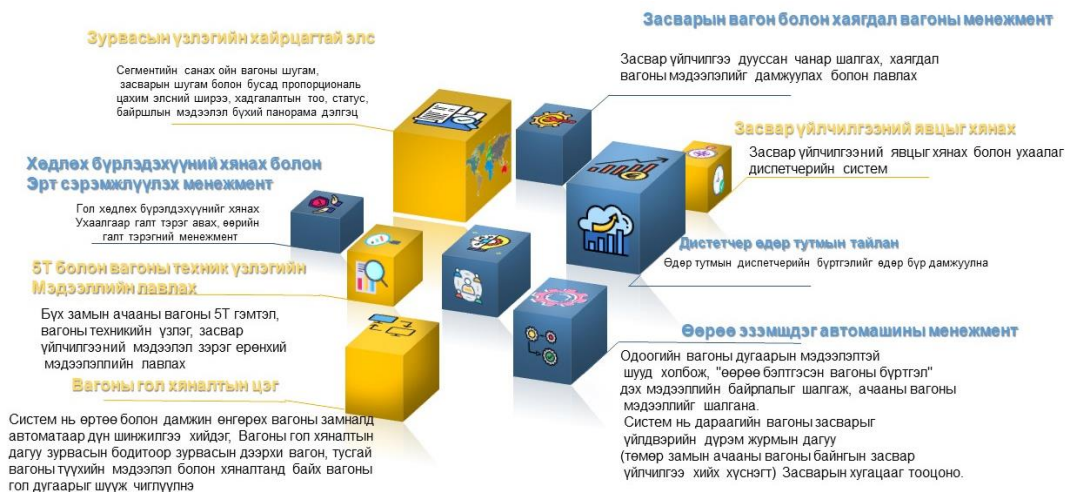 Зурвасын үзлэгийн хайрцагтай элс
Сегментийн санах ойн вагоны шугам,
засварын шугам болон бусад пропорциональ
цахим элсний ширээ, хадгалалтын тоо, статус,
байршлын мэдээлэл бүхий панорама дэлгэц
Хөдлөх бүрлэдэхүүний хянах болон
Эрт сэрэмжлүүлэх менежмент
Гол хөдлөх бүрэлдэхүүнийг хянах
Ухаалгаар галт тэрэг авах, өөрийн
галт тэрэгний менежмент
5T болон вагоны техник үзлэгийн
Мэдээллийн лавлах
Бүх замын ачааны вагоны 5T гэмтэл,
вагоны техникийн үзлэг, засвар
үйлчилгээний мэдээлэл зэрэг ерөнхий
мэдээлэллийн лавлах
Вагоны гол хяналтын цэг
Систем нь өртөө болон дамжин өнгөрөх вагоны замналд
автоматаар дүн шинжилгээ хийдэг, Вагоны гол хяналтын
дагуу зурвасын бодитоор зурвасын дээрхи вагон, тусгай
вагоны түүхийн мэдээлэл болон хяналтанд байх вагоны
гол дугаарыг шүүж чиглүүлнэ
Засварын вагон болон хаягдал вагоны менежмент
Засвар үйлчилгээ дууссан чанар шалгах, хаягдал
вагоны мэдээлэлийг дамжуулах болон лавлах
Засвар үйлчилгээний явцыг хянах
Засвар үйлчилгээний явцыг хянах болон ухаалаг
диспетчерийн систем
Дистетчер өдөр тутмын тайлан
Өдөр тутмын диспетчерийн бүртгэлийг өдөр бүр дамжуулна
Өөрөө эзэмшдэг автомашины менежмент
Одоогийн вагоны дугаарын мэдээлэлтэй
шууд холбож, "өөрөө бэлтгэсэн вагоны бүртгэл"
дэх мэдээллийн байрлалыг шалгаж, ачааны вагоны
мэдээллийг шалгана.
Систем нь дараагийн вагоны засварыг
үйлдвэрийн дүрэм журмын дагуу
(төмөр замын ачааны вагоны байнгын засвар
үйлчилгээ хийх хүснэгт) Засварын хугацааг тооцоно.